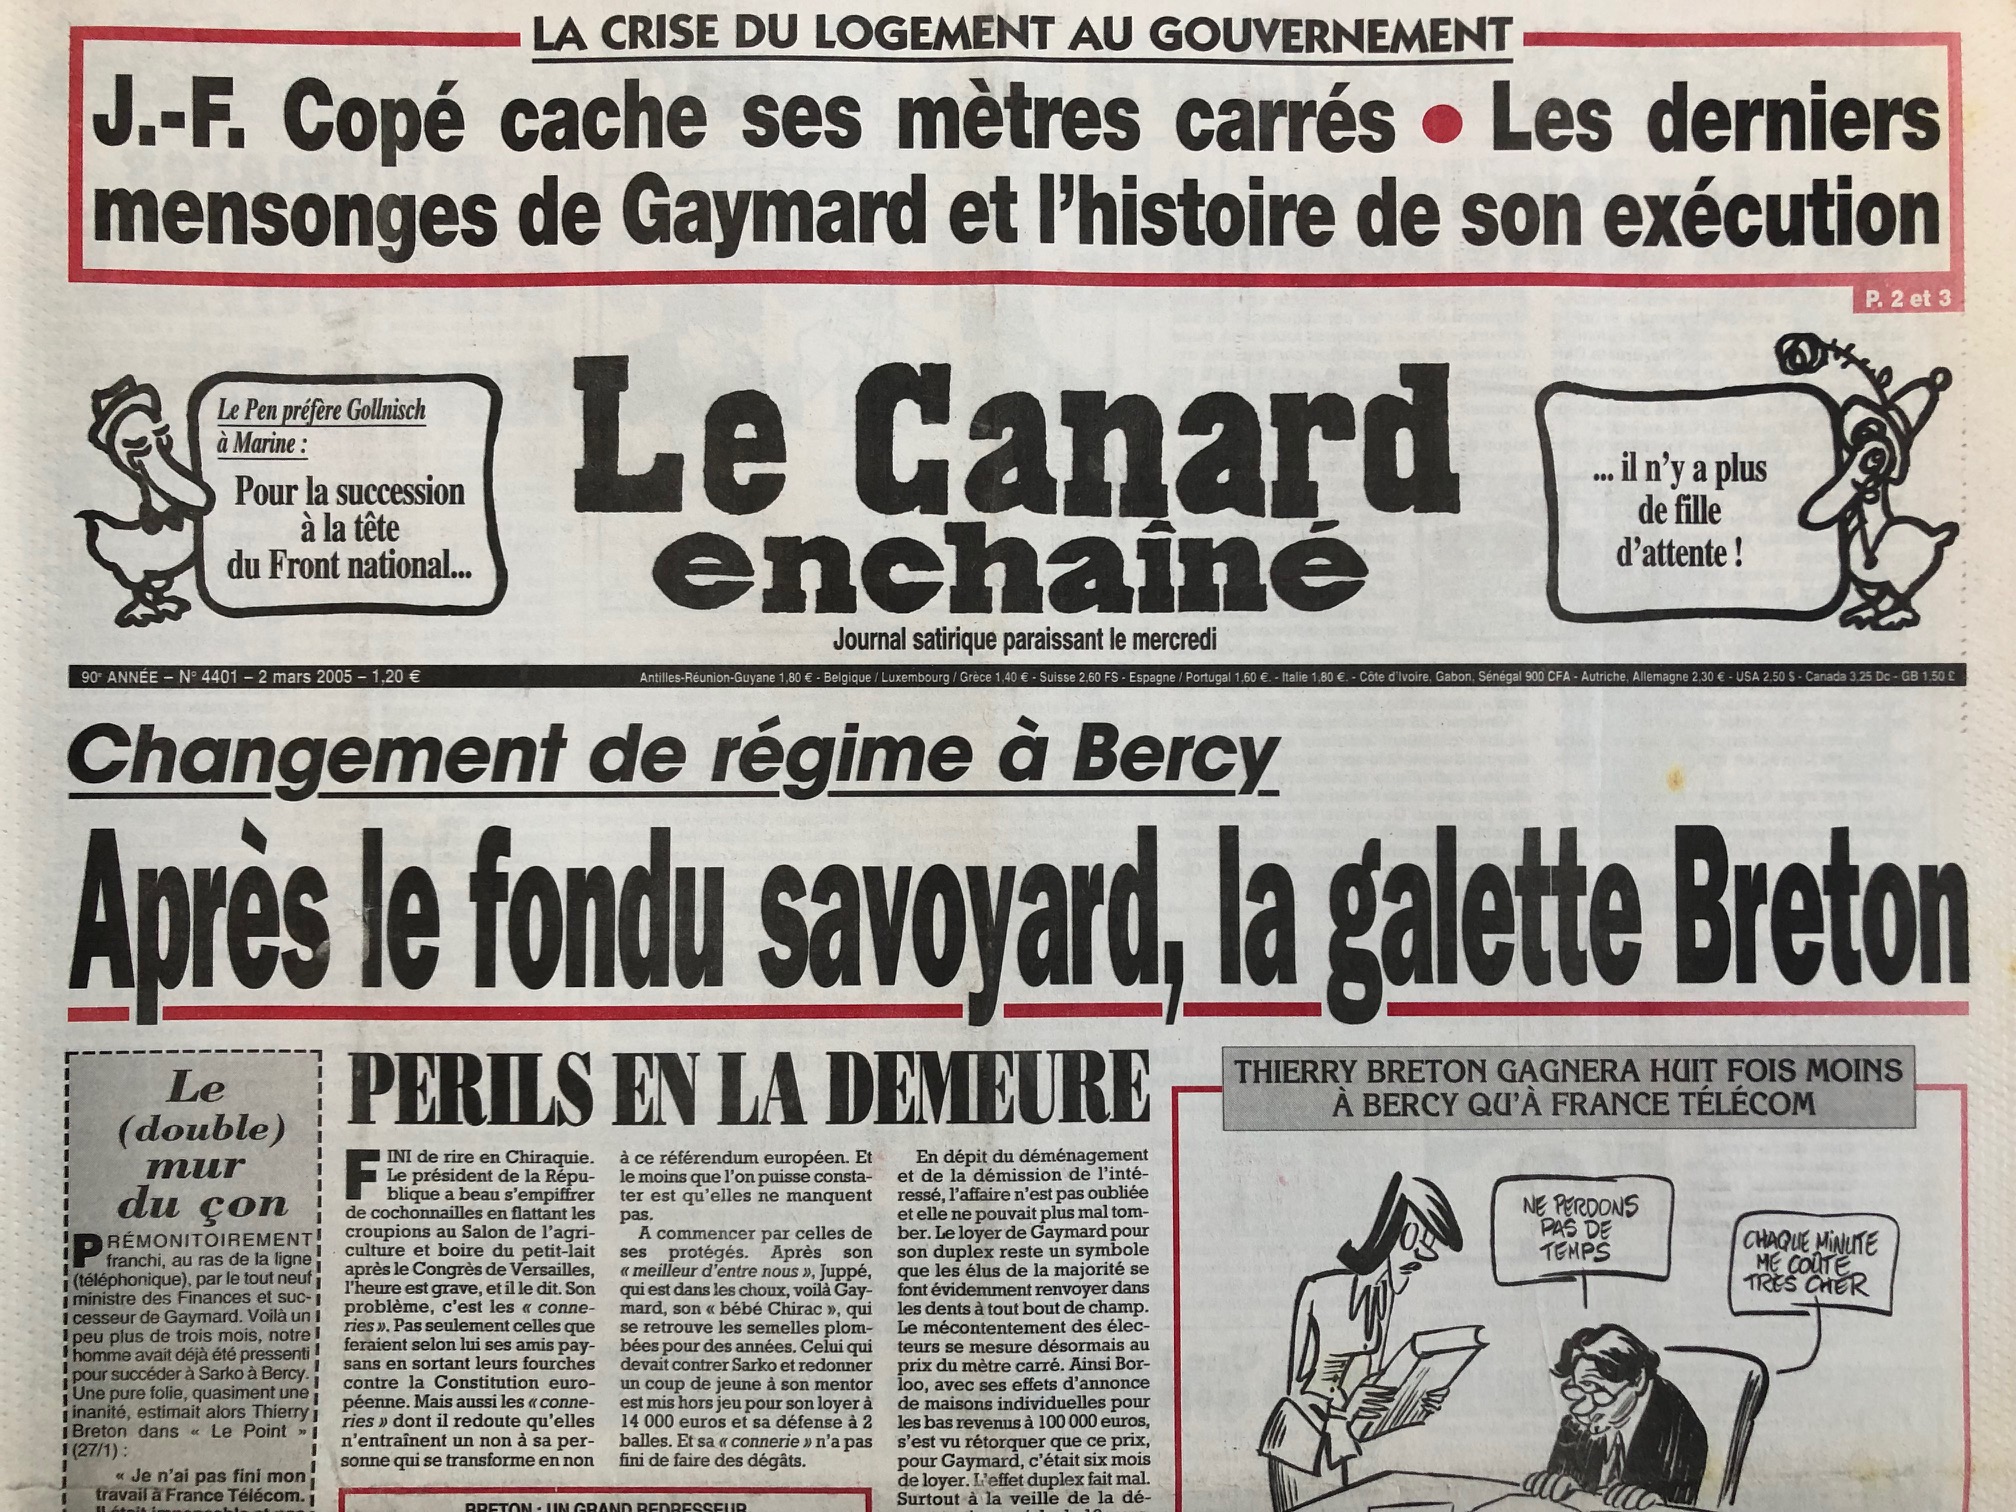 LA CRISE DU LOGEMENT AU GOUVERNEMENT
J.-F. Copé cache ses mètres carrés • Les derniers
mensonges de Gaymard et l'histoire de son exécution
P. 2 et 3
Le Pen préfère Gollnisch
à Marine :
Pour la succession
à la tête
du Front national...
Le Canard
enchaîné
Journal satirique paraissant le mercredi
... il n'y a plus
de fille
d'attente !
90e ANNÉE – N° 4401 – 2 mars 2005 – 1,20 €
Antilles-Réunion-Guyane 1,80 € - Belgique / Luxembourg / Grèce 1,40 € - Suisse 2,60 FS - Espagne / Portugal 1,60 €. - Italie 1,80 €. - Côte d'Ivoire, Gabon, Sénégal 900 CFA - Autriche, Allemagne 2,30 € - USA 2,50 $ - Canada 3,25 Dc - GB 1,50 £
Changement de régime à Bercy
Après le fondu savoyard, la galette Breton
Le
(double)
mur
du çon
PRÉMONITOIREMENT
franchi, au ras de la ligne
(téléphonique), par le tout neuf
ministre des Finances et suc-
cesseur de Gaymard. Voilà un
peu plus de trois mois, notre
homme avait déjà été pressenti
pour succéder à Sarko à Bercy.
Une pure folie, quasiment une
inanité, estimait alors Thierry
Breton dans « Le Point »
(27/1) :
« Je n'ai pas fini mon
travail à France Télécom.
PERILS EN LA DEMEURE
FINI de rire en Chiraquie.
Le président de la Répu-
blique a beau s'empiffrer
de cochonnailles en flattant les
croupions au Salon de l'agri-
culture et boire du petit-lait
après le Congrès de Versailles,
l'heure est grave, et il le dit. Son
problème, c'est les « conne-
ries ». Pas seulement celles que
feraient selon lui ses amis pay-
sans en sortant leurs fourches
contre la Constitution euro-
péenne. Mais aussi les « conne-
ries » dont il redoute qu'elles
n'entraînent un non à sa per-
sonne qui se transforme en non
à ce référendum européen. Et
le moins que l'on puisse consta-
ter est qu'elles ne manquent
pas.
A commencer par celles de
ses protégés. Après son
« meilleur d'entre nous », Juppé,
qui est dans les choux, voilà Gay-
mard, son « bébé Chirac », qui
se retrouve les semelles plom-
bées pour des années. Celui qui
devait contrer Sarko et redonner
un coup de jeune à son mentor
est mis hors jeu pour son loyer à
14 000 euros et sa défense à 2
balles. Et sa « connerie » n'a pas
fini de faire des dégâts.
En dépit du déménagement
et de la démission de l'inté-
ressé, l'affaire n'est pas oubliée
et elle ne pouvait plus mal tom-
ber. Le loyer de Gaymard pour
son duplex reste un symbole
que les élus de la majorité se
font évidemment renvoyer dans
les dents à tout bout de champ.
Le mécontentement des élec-
teurs se mesure désormais au
prix du mètre carré. Ainsi Bor-
loo, avec ses effets d'annonce
de maisons individuelles pour
les bas revenus à 100 000 euros,
s'est vu rétorquer que ce prix,
pour Gaymard, c'était six mois
de loyer. L'effet duplex fait mal.
Surtout à la veille de la dé-
BRETON : UN GRAND REDRESSEUR
THIERRY BRETON GAGNERA HUIT FOIS MOINS
À BERCY QU'À FRANCE TÉLÉCOM
NE PERDONS
PAS DE
TEMPS
CHAQUE MINUTE
ME COÛTE
TRÈS CHER